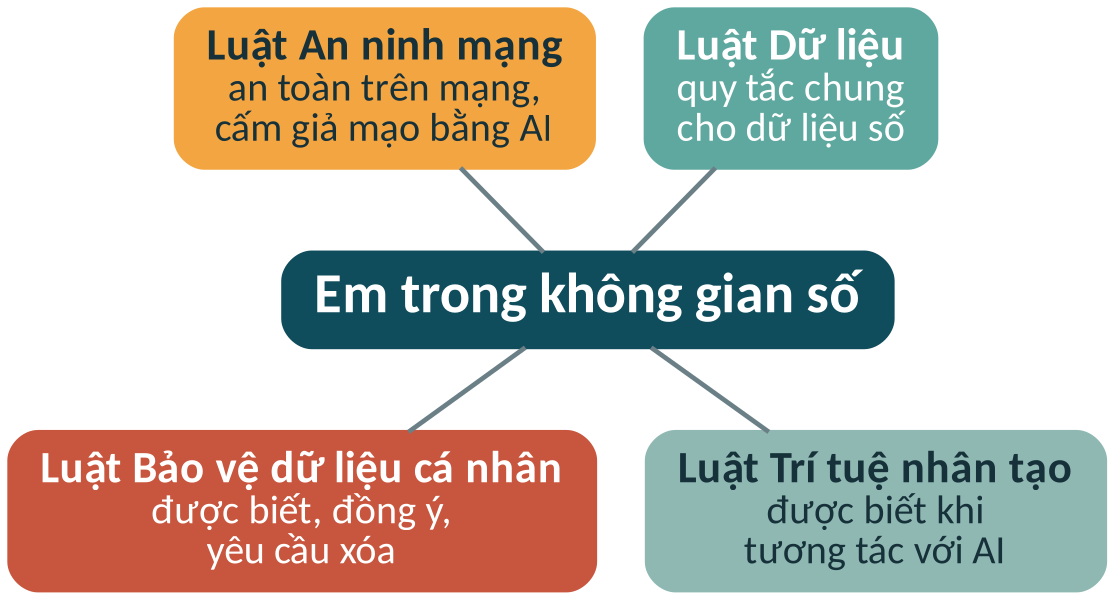 Luật An ninh mạng
an toàn trên mạng,
cấm giả mạo bằng AI
Luật Dữ liệu
quy tắc chung
cho dữ liệu số
Em trong không gian số
Luật Bảo vệ dữ liệu cá nhân
được biết, đồng ý,
yêu cầu xóa
Luật Trí tuệ nhân tạo
được biết khi
tương tác với AI